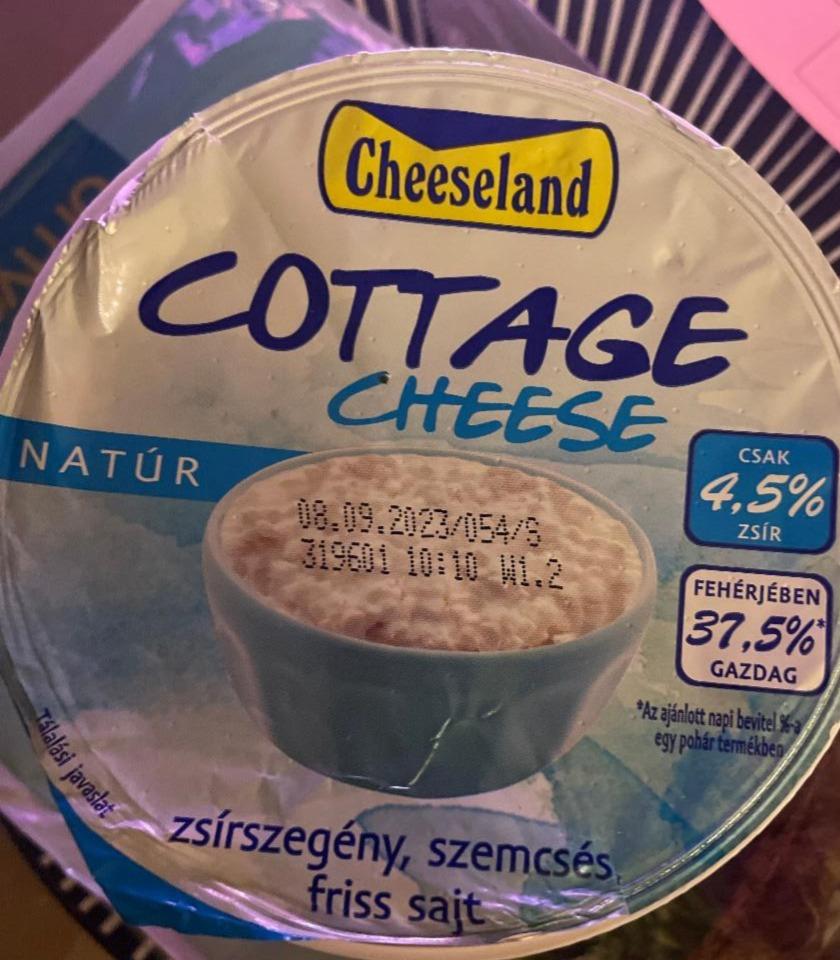 Cheeseland
COTTAGE
CHEESE
NATÚR
CSAK
4,5%
ZSÍR
08.09.2023/054/S
319601 10:10 W1.2
FEHÉRJÉBEN
37,5%*
GAZDAG
*Az ajánlott napi bevitel %-a
egy pohár termékben
Tálalási javaslat
zsírszegény, szemcsés,
friss sajt